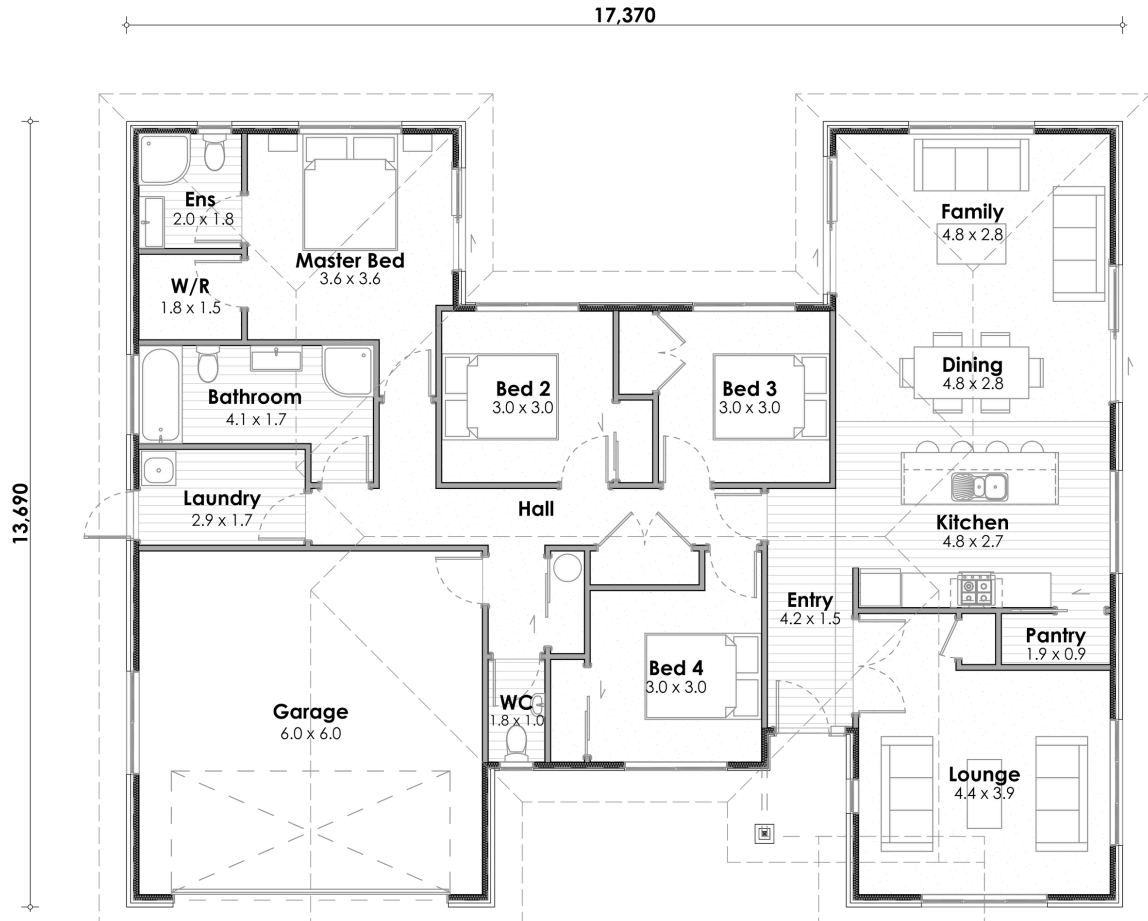 17,370
13,690
Ens
2.0 x 1.8
Master Bed
3.6 x 3.6
W/R
1.8 x 1.5
Family
4.8 x 2.8
Bathroom
4.1 x 1.7
Bed 2
3.0 x 3.0
Bed 3
3.0 x 3.0
Dining
4.8 x 2.8
Laundry
2.9 x 1.7
Hall
Kitchen
4.8 x 2.7
Entry
4.2 x 1.5
Pantry
1.9 x 0.9
Garage
6.0 x 6.0
WC
1.8 x 1.0
Bed 4
3.0 x 3.0
Lounge
4.4 x 3.9